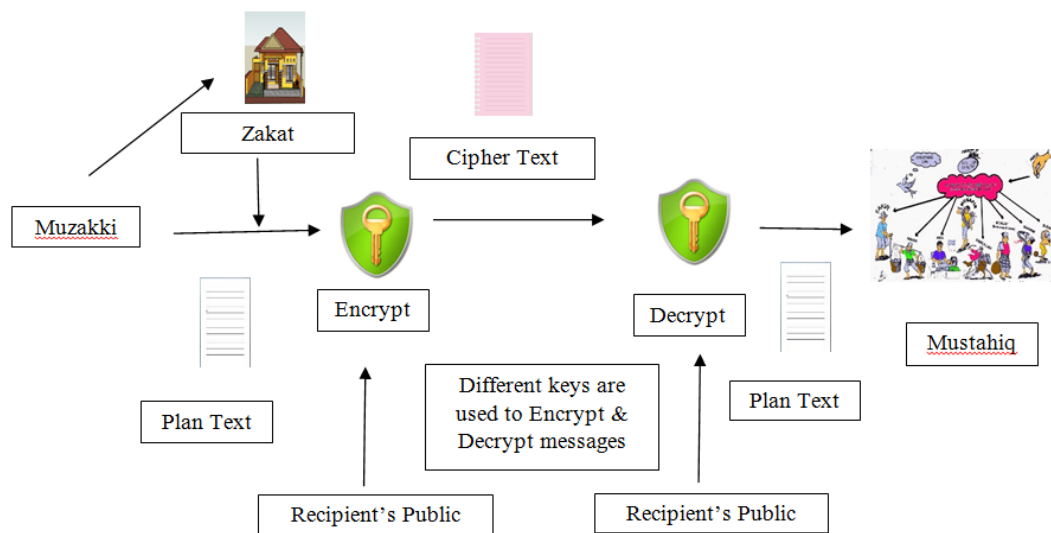 Zakat
Cipher Text
Muzakki
Encrypt
Decrypt
Mustahiq
Plan Text
Different keys are
used to Encrypt &
Decrypt messages
Plan Text
Recipient's Public
Recipient's Public